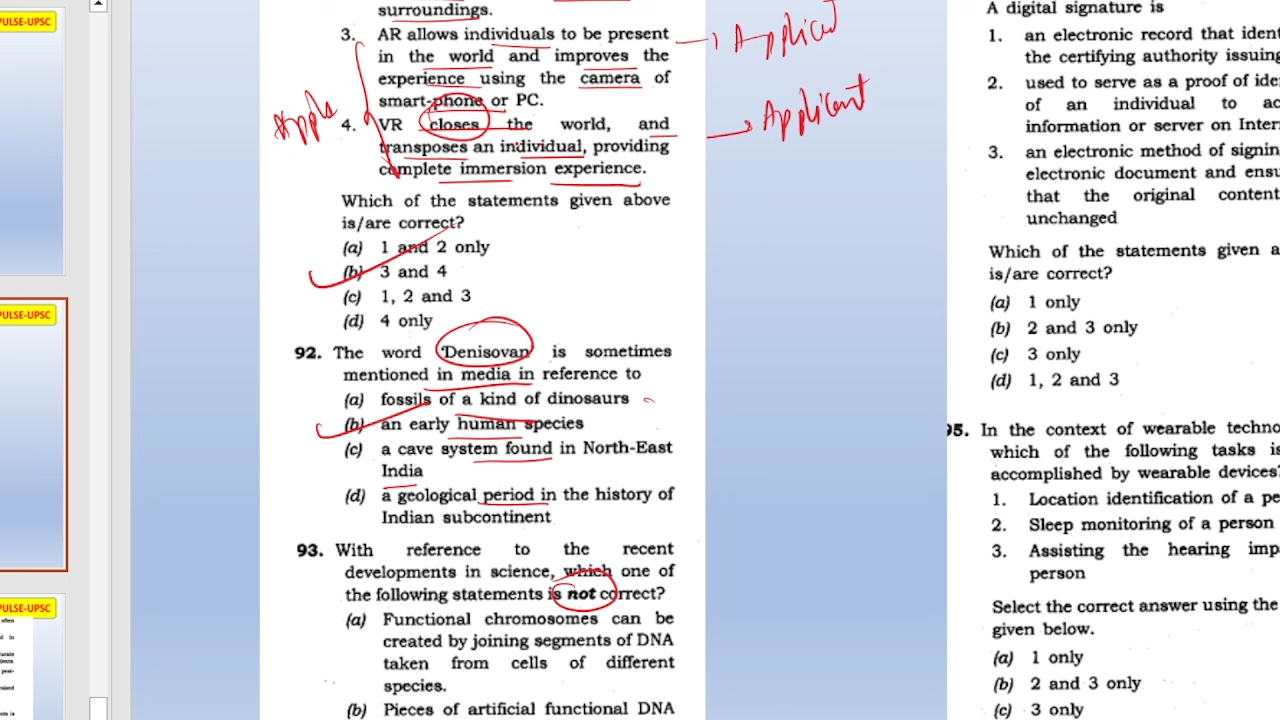 PULSE-UPSC
PULSE-UPSC
PULSE-UPSC
surroundings.
3. AR allows individuals to be present
in the world and improves the
experience using the camera of
smart-phone or PC.
4. VR closes the world, and
transposes an individual, providing
complete immersion experience.
Which of the statements given above
is/are correct?
(a) 1 and 2 only
(b) 3 and 4
(c) 1, 2 and 3
(d) 4 only
92. The word 'Denisovan' is sometimes
mentioned in media in reference to
(a) fossils of a kind of dinosaurs
(b) an early human species
(c) a cave system found in North-East
India
(d) a geological period in the history of
Indian subcontinent
93. With reference to the recent
developments in science, which one of
the following statements is not correct?
(a) Functional chromosomes can be
created by joining segments of DNA
taken from cells of different
species.
(b) Pieces of artificial functional DNA
A digital signature is
1. an electronic record that ident
the certifying authority issuing
2. used to serve as a proof of ide
of an individual to ac
information or server on Inter
3. an electronic method of signin
electronic document and ensu
that the original content
unchanged
Which of the statements given a
is/are correct?
(a) 1 only
(b) 2 and 3 only
(c) 3 only
(d) 1, 2 and 3
95. In the context of wearable techno
which of the following tasks is
accomplished by wearable devices?
1. Location identification of a pe
2. Sleep monitoring of a person
3. Assisting the hearing imp
person
Select the correct answer using the
given below.
(a) 1 only
(b) 2 and 3 only
(c) 3 only